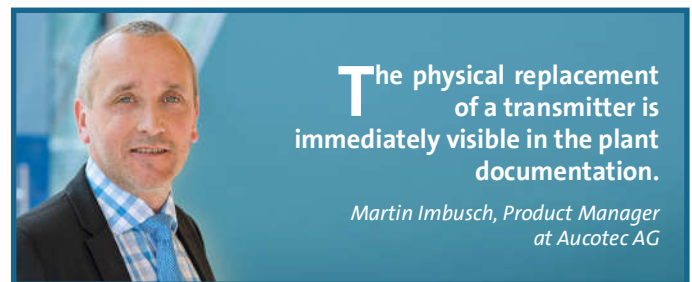 The physical replacement
of a transmitter is
immediately visible in the plant
documentation.
Martin Imbusch, Product Manager
at Aucotec AG